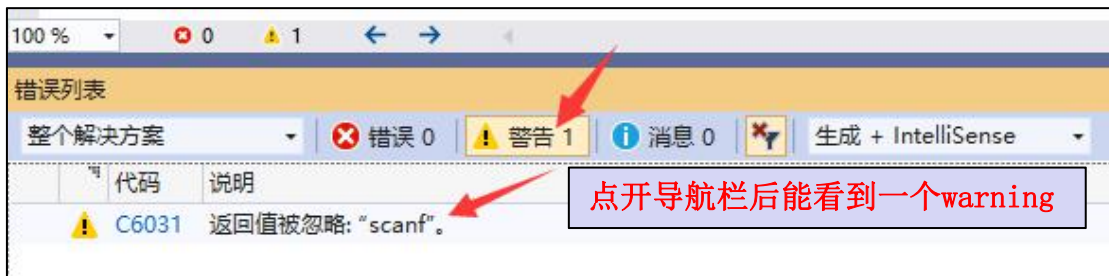 100 % 0 1
错误列表
整个解决方案 错误 0 警告 1 消息 0 生成 + IntelliSense
代码 说明
点开导航栏后能看到一个warning
C6031 返回值被忽略: “scanf”。